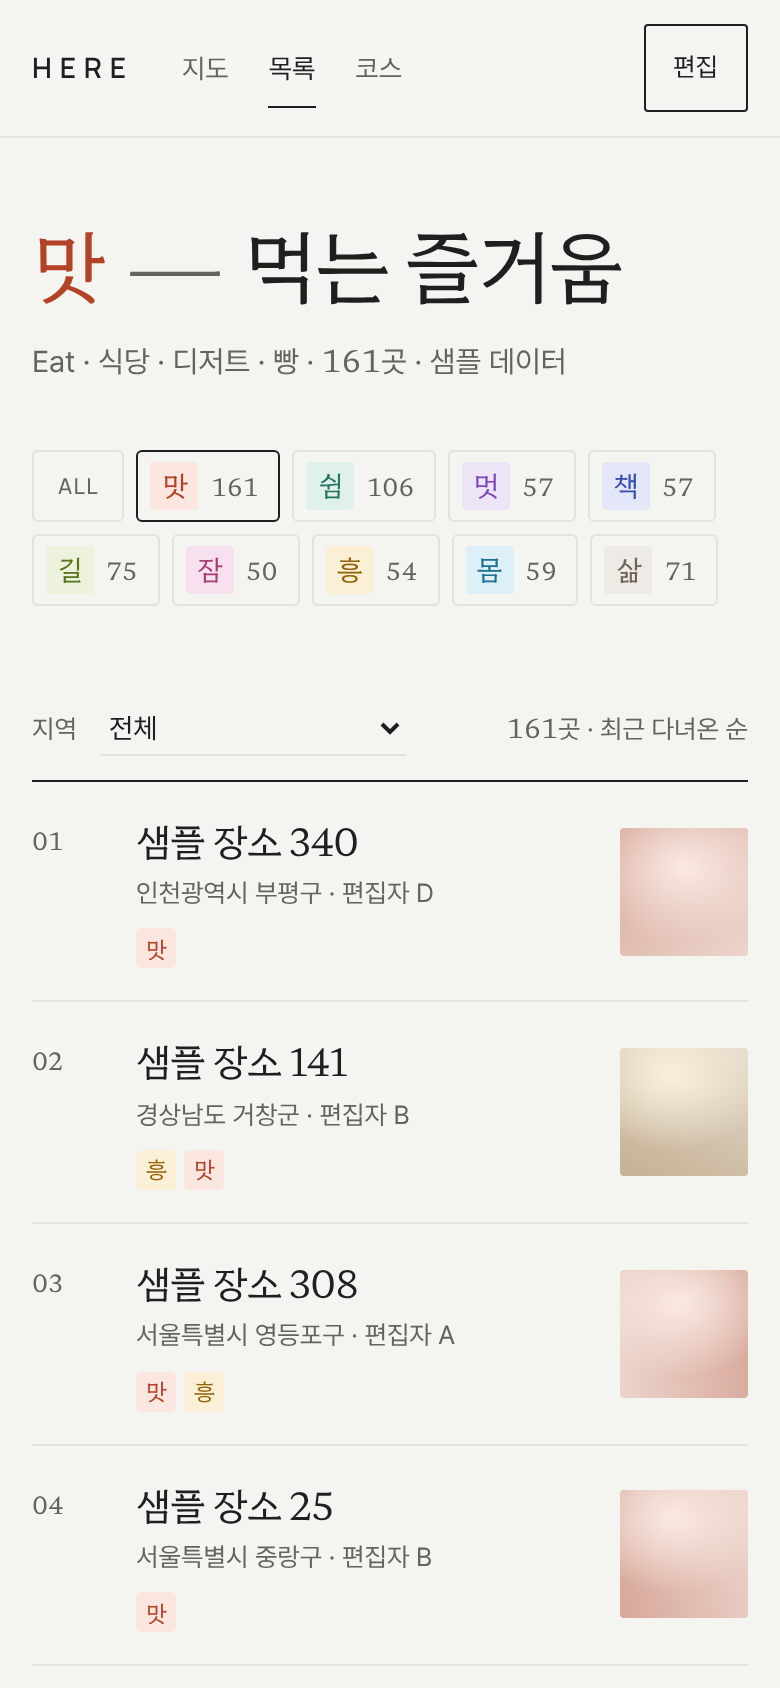 HERE 지도 목록 코스 편집
맛 — 먹는 즐거움
Eat · 식당 · 디저트 · 빵 · 161곳 · 샘플 데이터
ALL 맛 161 쉼 106 멋 57 책 57
길 75 잠 50 흥 54 봄 59 삶 71
지역 전체 161곳 · 최근 다녀온 순
01 샘플 장소 340
인천광역시 부평구 · 편집자 D
맛
02 샘플 장소 141
경상남도 거창군 · 편집자 B
흥 맛
03 샘플 장소 308
서울특별시 영등포구 · 편집자 A
맛 흥
04 샘플 장소 25
서울특별시 중랑구 · 편집자 B
맛